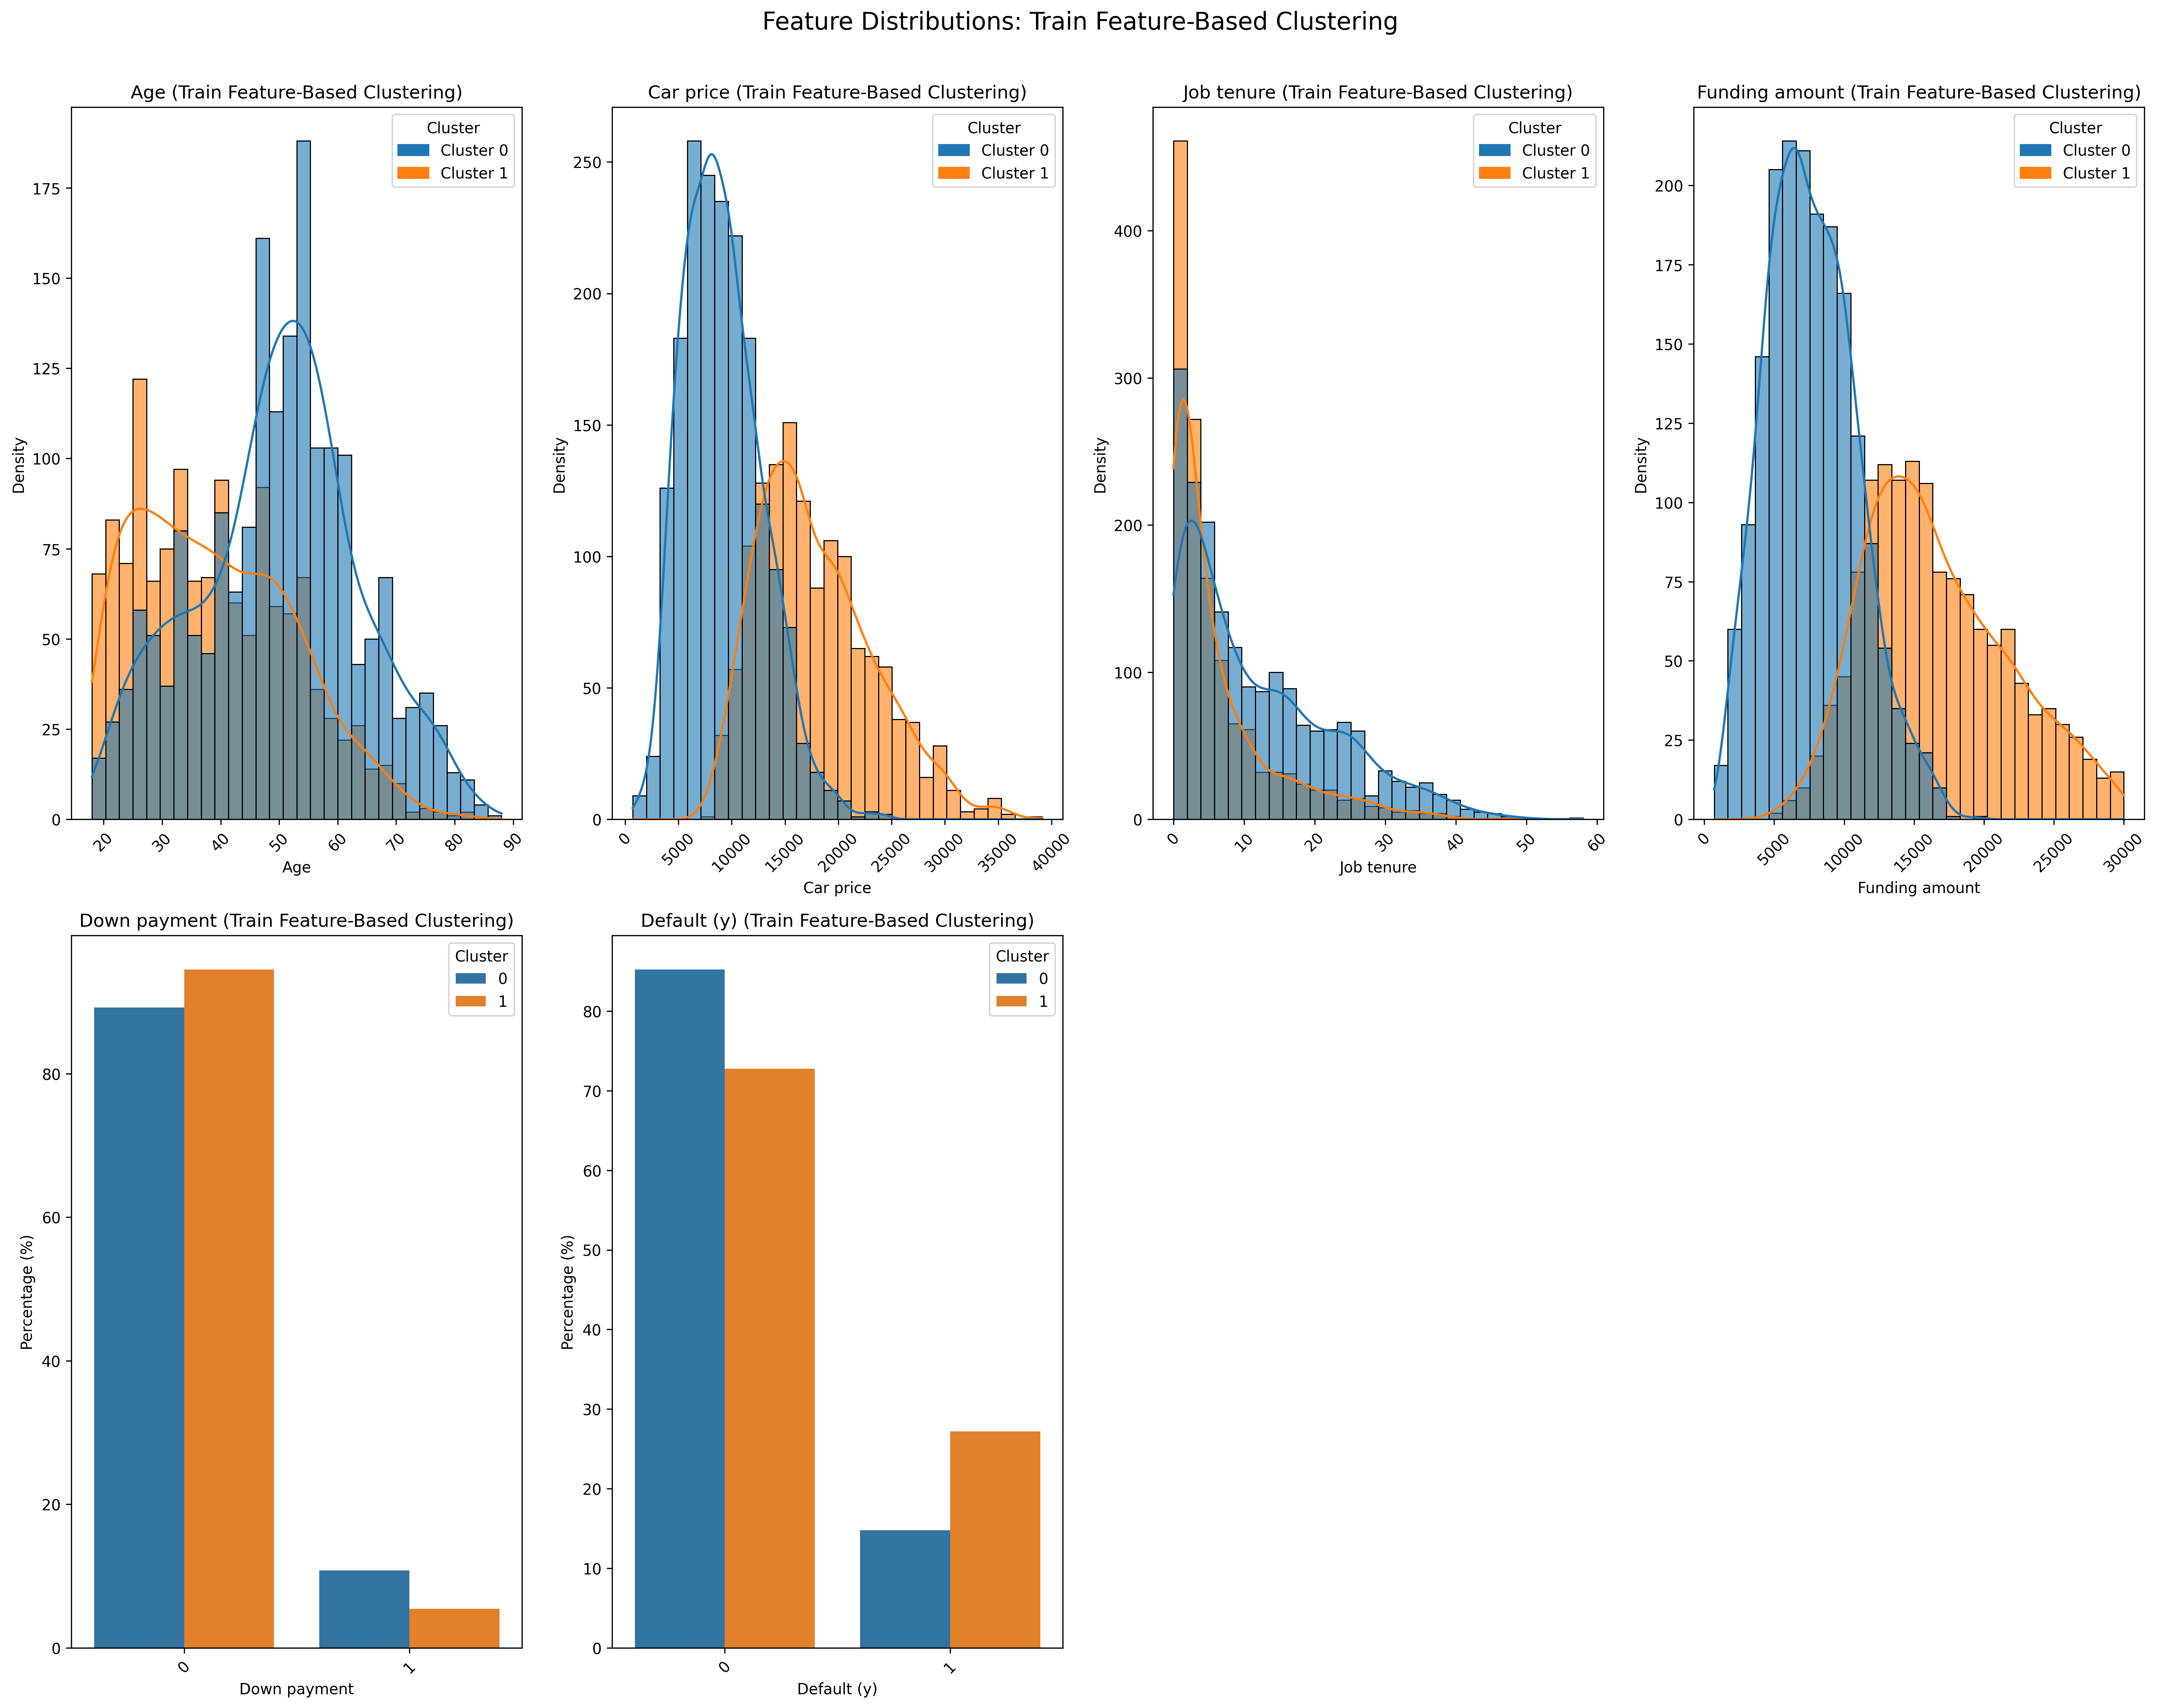 Feature Distributions: Train Feature-Based Clustering
Age (Train Feature-Based Clustering)
Density
175
150
125
100
75
50
25
0
20 30 40 50 60 70 80 90
Age
Cluster
Cluster 0
Cluster 1
Car price (Train Feature-Based Clustering)
Density
250
200
150
100
50
0
0 5000 10000 15000 20000 25000 30000 35000 40000
Car price
Cluster
Cluster 0
Cluster 1
Job tenure (Train Feature-Based Clustering)
Density
400
300
200
100
0
0 10 20 30 40 50 60
Job tenure
Cluster
Cluster 0
Cluster 1
Funding amount (Train Feature-Based Clustering)
Density
200
175
150
125
100
75
50
25
0
0 5000 10000 15000 20000 25000 30000
Funding amount
Cluster
Cluster 0
Cluster 1
Down payment (Train Feature-Based Clustering)
Percentage (%)
80
60
40
20
0
0 1
Down payment
Cluster
0
1
Default (y) (Train Feature-Based Clustering)
Percentage (%)
80
70
60
50
40
30
20
10
0
0 1
Default (y)
Cluster
0
1